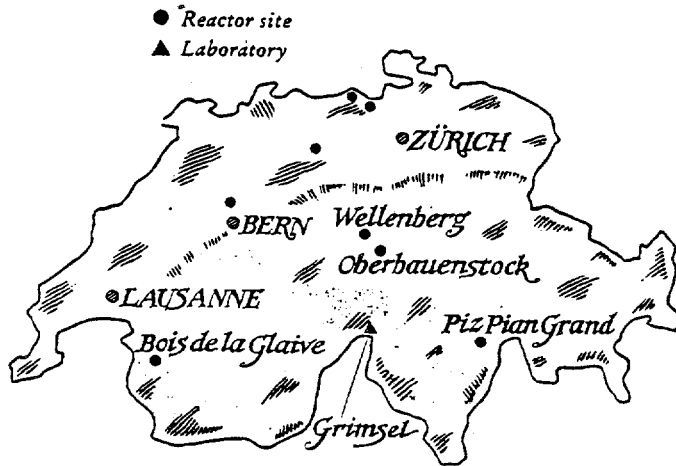 Reactor site
Laboratory
ZÜRICH
BERN
Wellenberg
Oberbauenstock
LAUSANNE
Piz Pian Grand
Bois de la Glaive
Grimsel